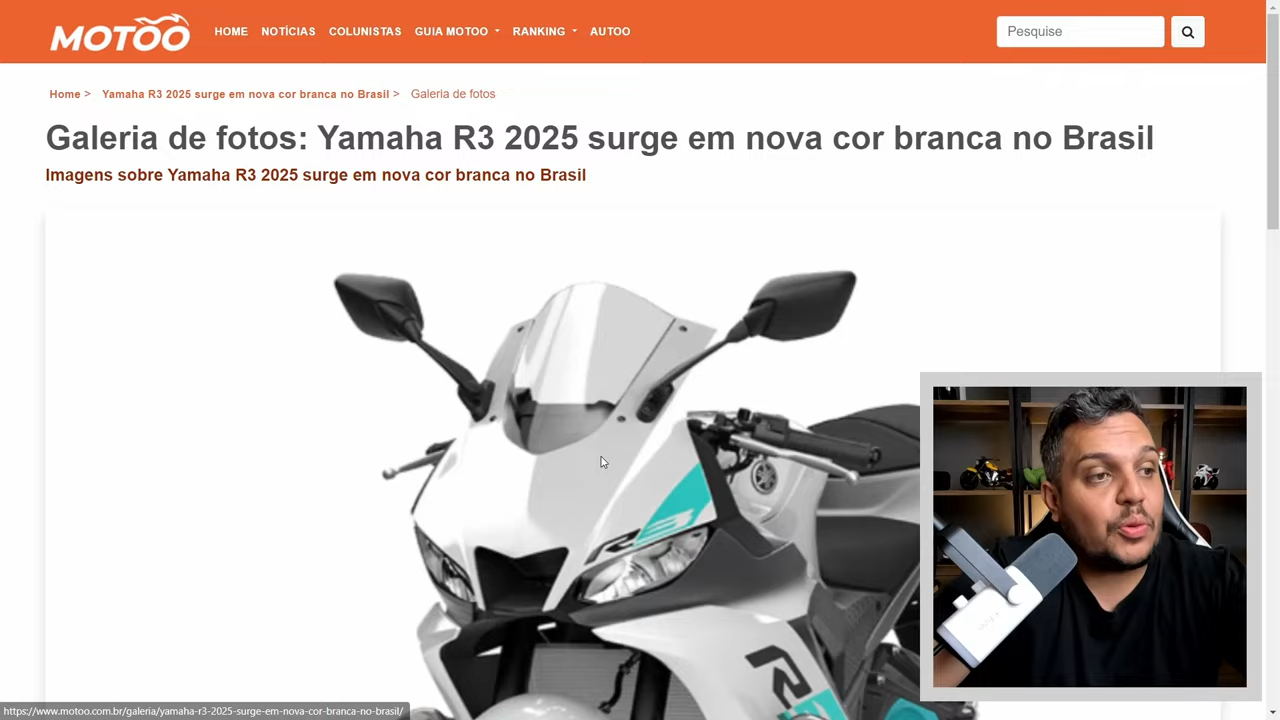 MOTOO
HOME NOTÍCIAS COLUNISTAS GUIA MOTOO RANKING AUTOO
Pesquise
Home > Yamaha R3 2025 surge em nova cor branca no Brasil > Galeria de fotos
Galeria de fotos: Yamaha R3 2025 surge em nova cor branca no Brasil
Imagens sobre Yamaha R3 2025 surge em nova cor branca no Brasil
R3
R
https://www.motoo.com.br/galeria/yamaha-r3-2025-surge-em-nova-cor-branca-no-brasil/